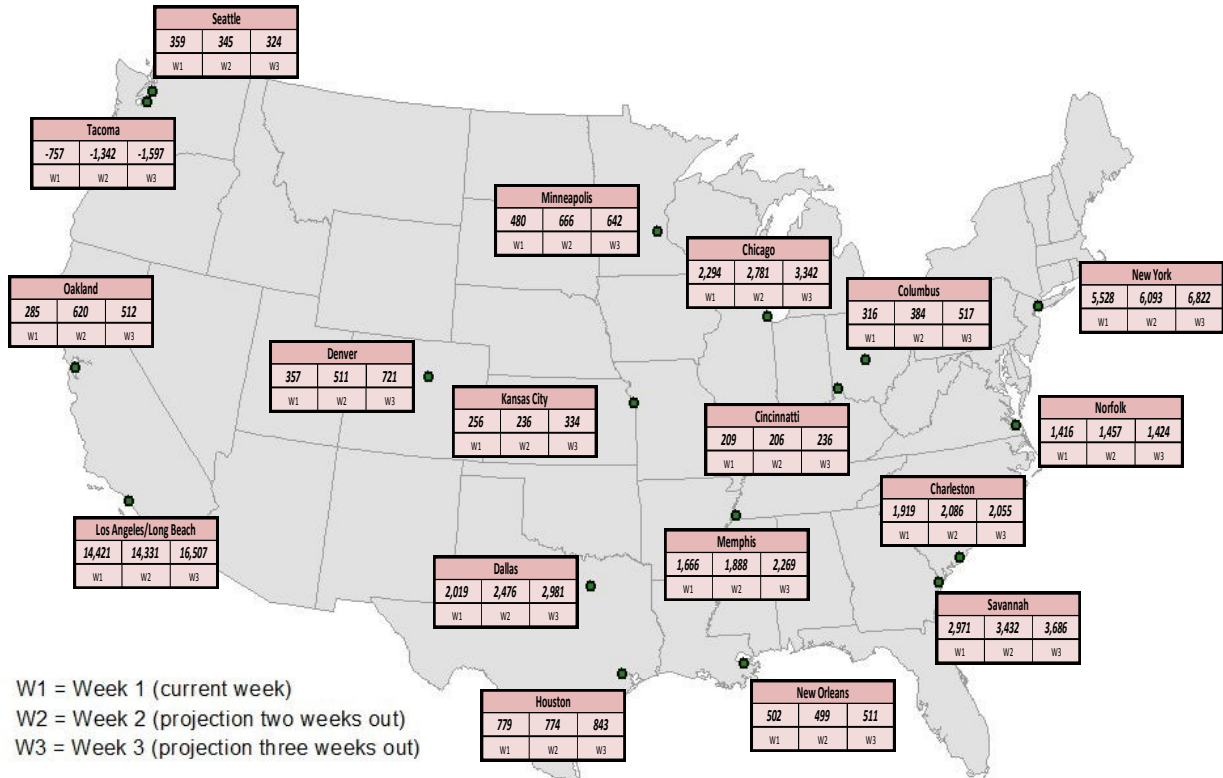 Seattle
359 345 324
W1 W2 W3
Tacoma
-757 -1,342 -1,597
W1 W2 W3
Minneapolis
480 666 642
W1 W2 W3
Chicago
2,294 2,781 3,342
W1 W2 W3
New York
5,528 6,093 6,822
W1 W2 W3
Oakland
285 620 512
W1 W2 W3
Columbus
316 384 517
W1 W2 W3
Denver
357 511 721
W1 W2 W3
Kansas City
256 236 334
W1 W2 W3
Cincinnatti
209 206 236
W1 W2 W3
Norfolk
1,416 1,457 1,424
W1 W2 W3
Charleston
1,919 2,086 2,055
W1 W2 W3
Los Angeles/Long Beach
14,421 14,331 16,507
W1 W2 W3
Memphis
1,666 1,888 2,269
W1 W2 W3
Dallas
2,019 2,476 2,981
W1 W2 W3
Savannah
2,971 3,432 3,686
W1 W2 W3
Houston
779 774 843
W1 W2 W3
New Orleans
502 499 511
W1 W2 W3
W1 = Week 1 (current week)
W2 = Week 2 (projection two weeks out)
W3 = Week 3 (projection three weeks out)